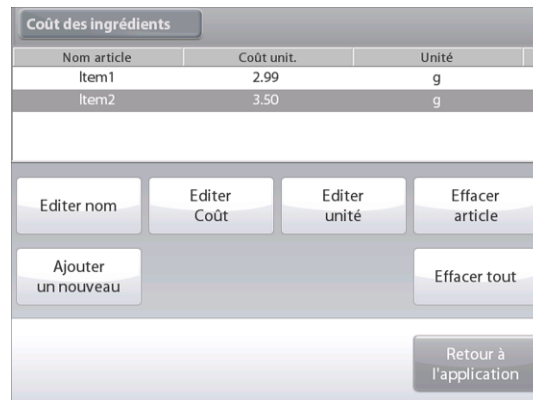 Coût des ingrédients
Nom article Coût unit. Unité
Item1 2.99 g
Item2 3.50 g
Editer nom
Editer
Coût
Editer
unité
Effacer
article
Ajouter
un nouveau
Effacer tout
Retour à
l'application